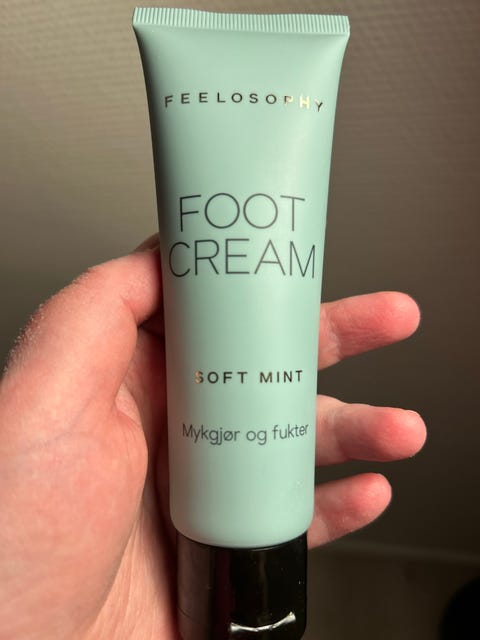 FEELOSOPHY
FOOT
CREAM
SOFT MINT
Mykgjør og fukter